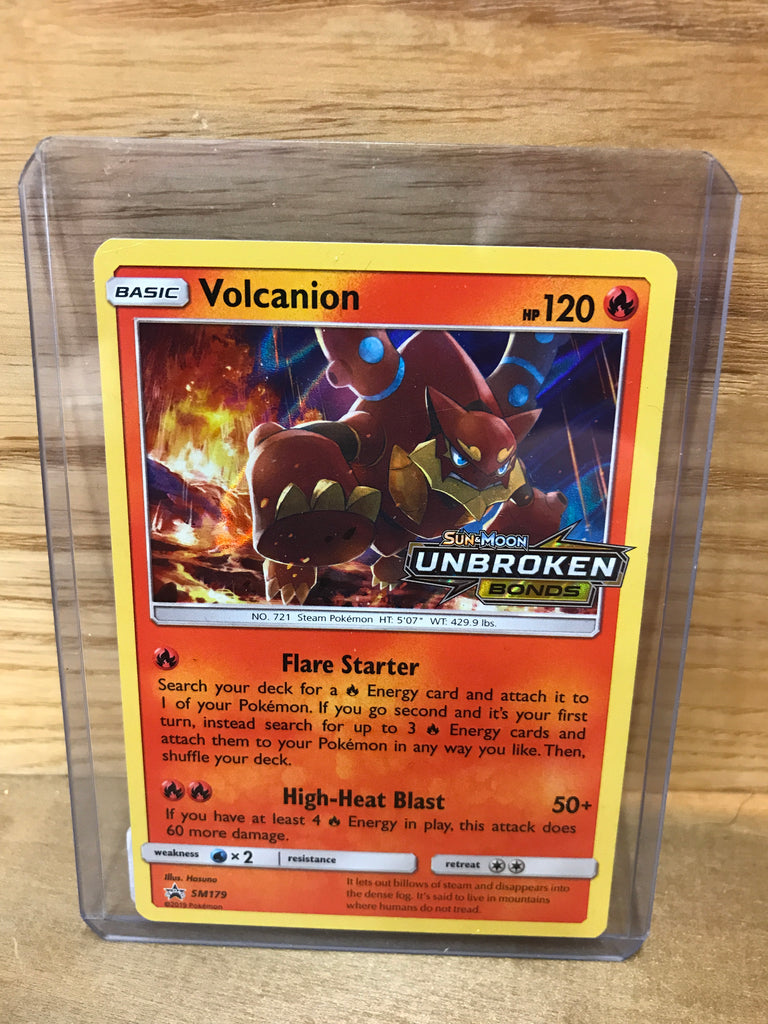 BASIC Volcanion HP 120
SUN & MOON
UNBROKEN
BONDS
NO. 721 Steam Pokémon HT: 5'07" WT: 429.9 lbs.
Flare Starter
Search your deck for a Energy card and attach it to
1 of your Pokémon. If you go second and it's your first
turn, instead search for up to 3 Energy cards and
attach them to your Pokémon in any way you like. Then,
shuffle your deck.
High-Heat Blast 50+
If you have at least 4 Energy in play, this attack does
60 more damage.
weakness ×2 resistance retreat
Illus. Hasuno
SM179
©2019 Pokémon
It lets out billows of steam and disappears into
the dense fog. It's said to live in mountains
where humans do not tread.